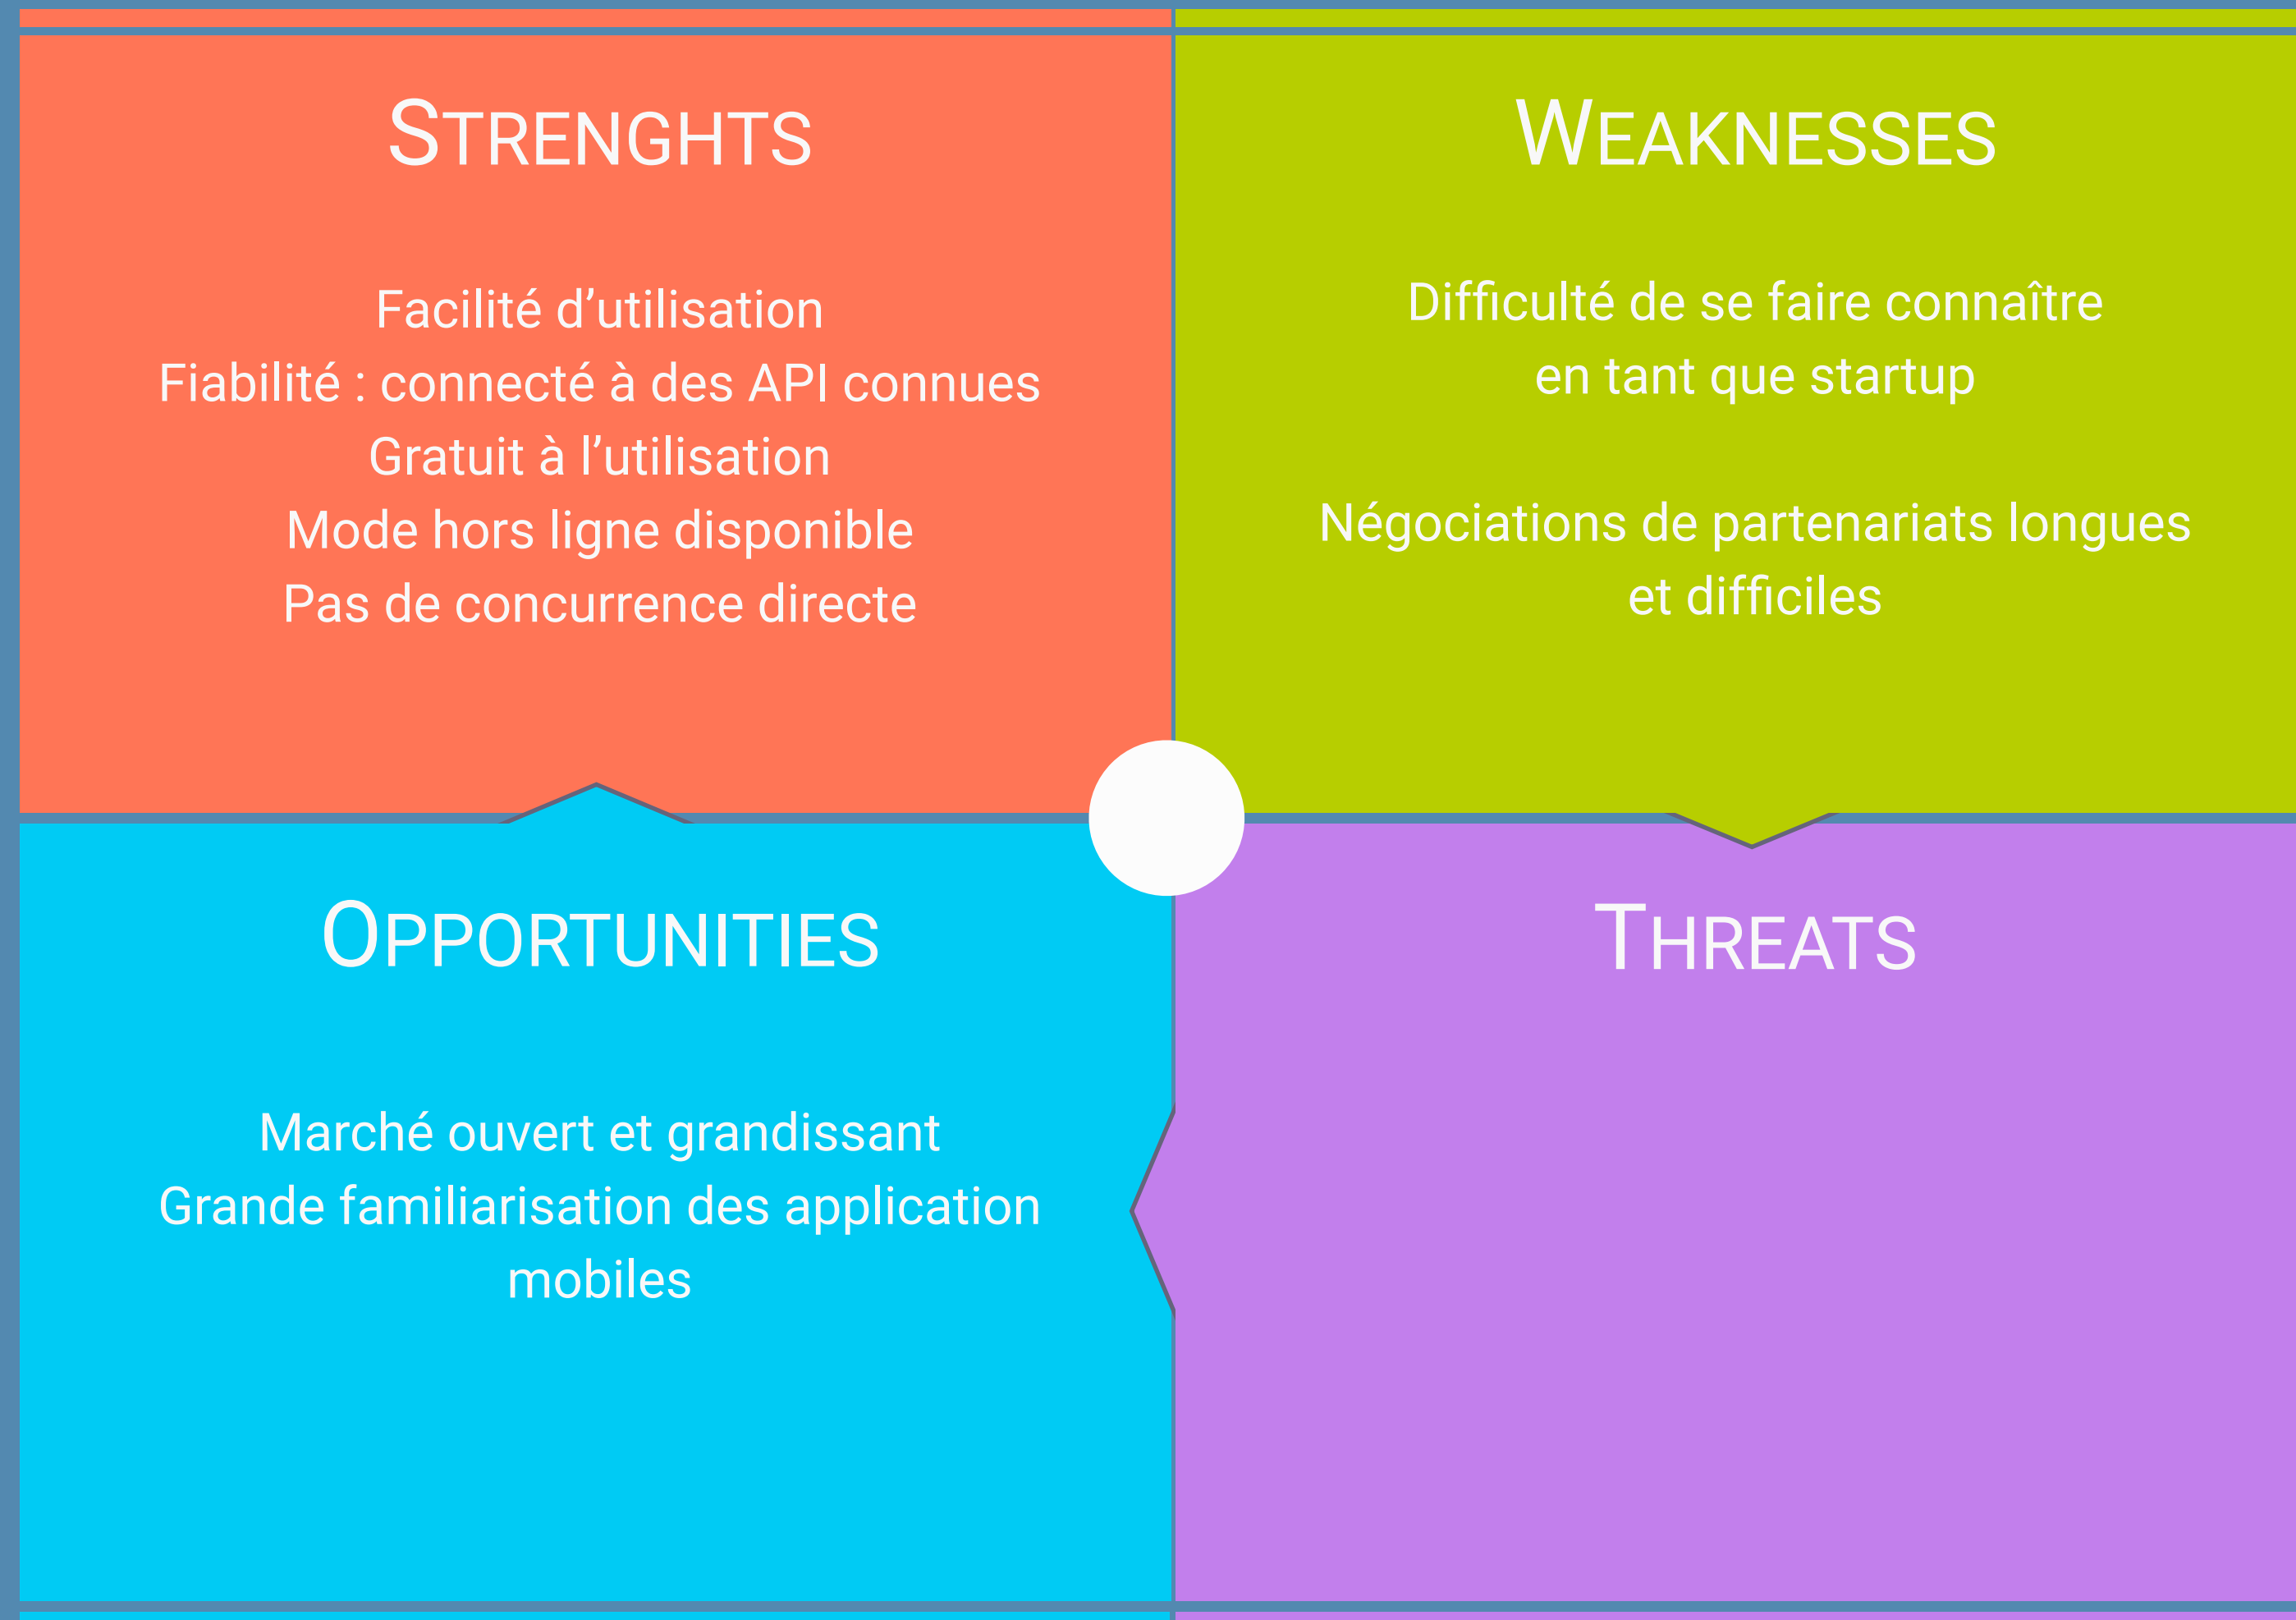 STRENGHTS
Facilité d’utilisation
Fiabilité : connecté à des API connues
Gratuit à l’utilisation
Mode hors ligne disponible
Pas de concurrence directe
WEAKNESSES
Difficulté de se faire connaître
en tant que startup
Négociations de partenariats longues
et difficiles
OPPORTUNITIES
Marché ouvert et grandissant
Grande familiarisation des application
mobiles
THREATS